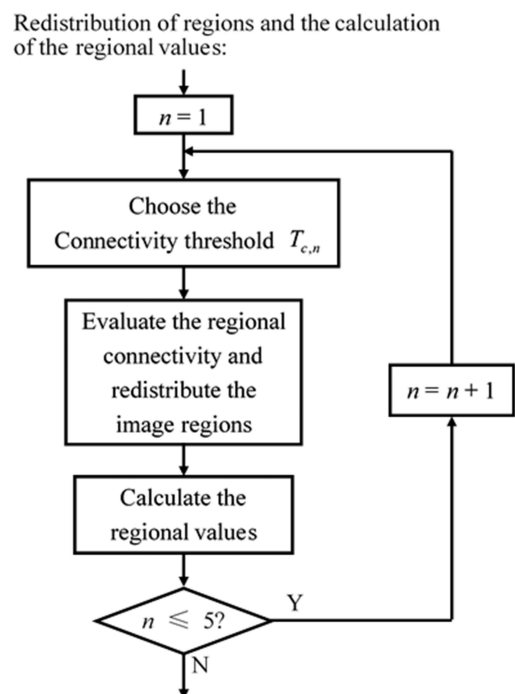 Redistribution of regions and the calculation
of the regional values:
n = 1
Choose the
Connectivity threshold T_{c,n}
Evaluate the regional
connectivity and
redistribute the
image regions
n = n + 1
Calculate the
regional values
n ⩽ 5?
Y
N